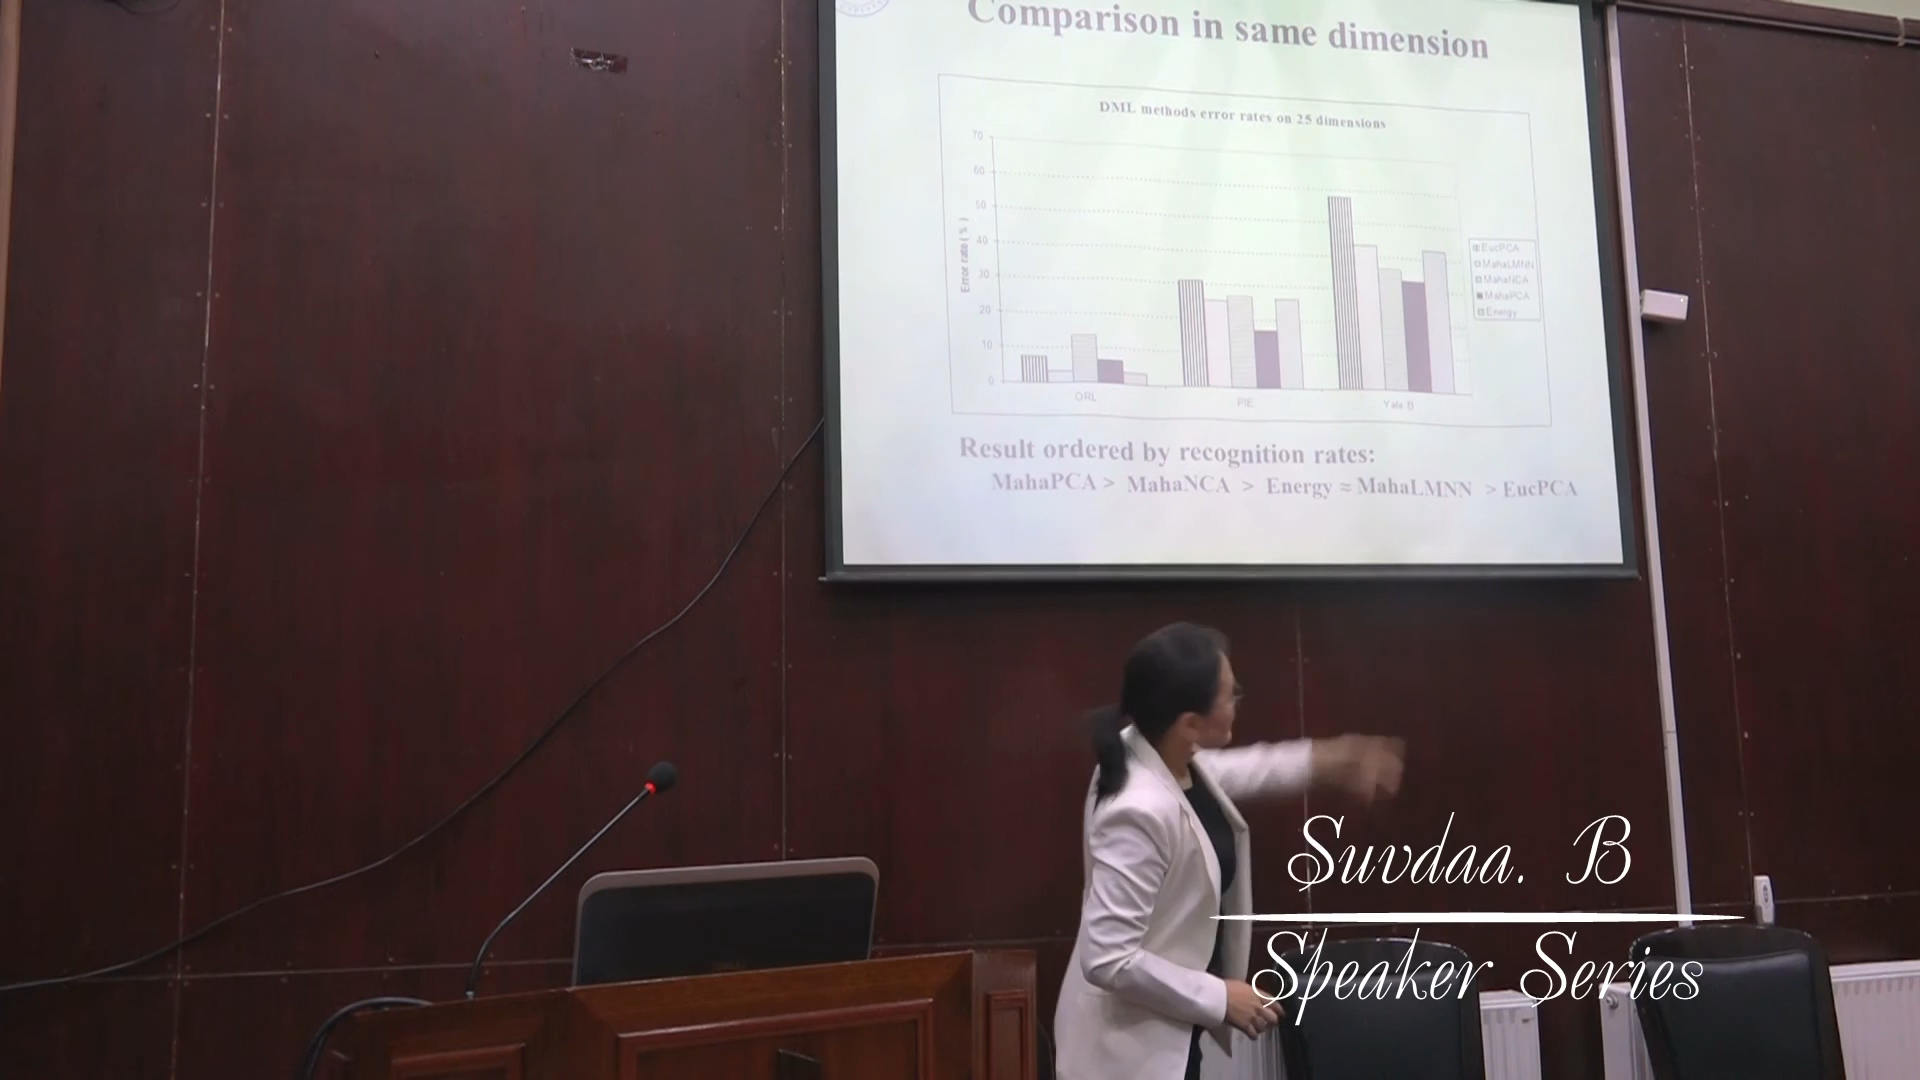 Comparison in same dimension
DML methods error rates on 25 dimensions
70
60
50
40
30
20
10
0
Error rate ( % )
ORL
PIE
Yale B
EucPCA
MahaLMNN
MahaNCA
MahaPCA
Energy
Result ordered by recognition rates:
MahaPCA > MahaNCA > Energy ≈ MahaLMNN > EucPCA
Suvdaa. B
Speaker Series